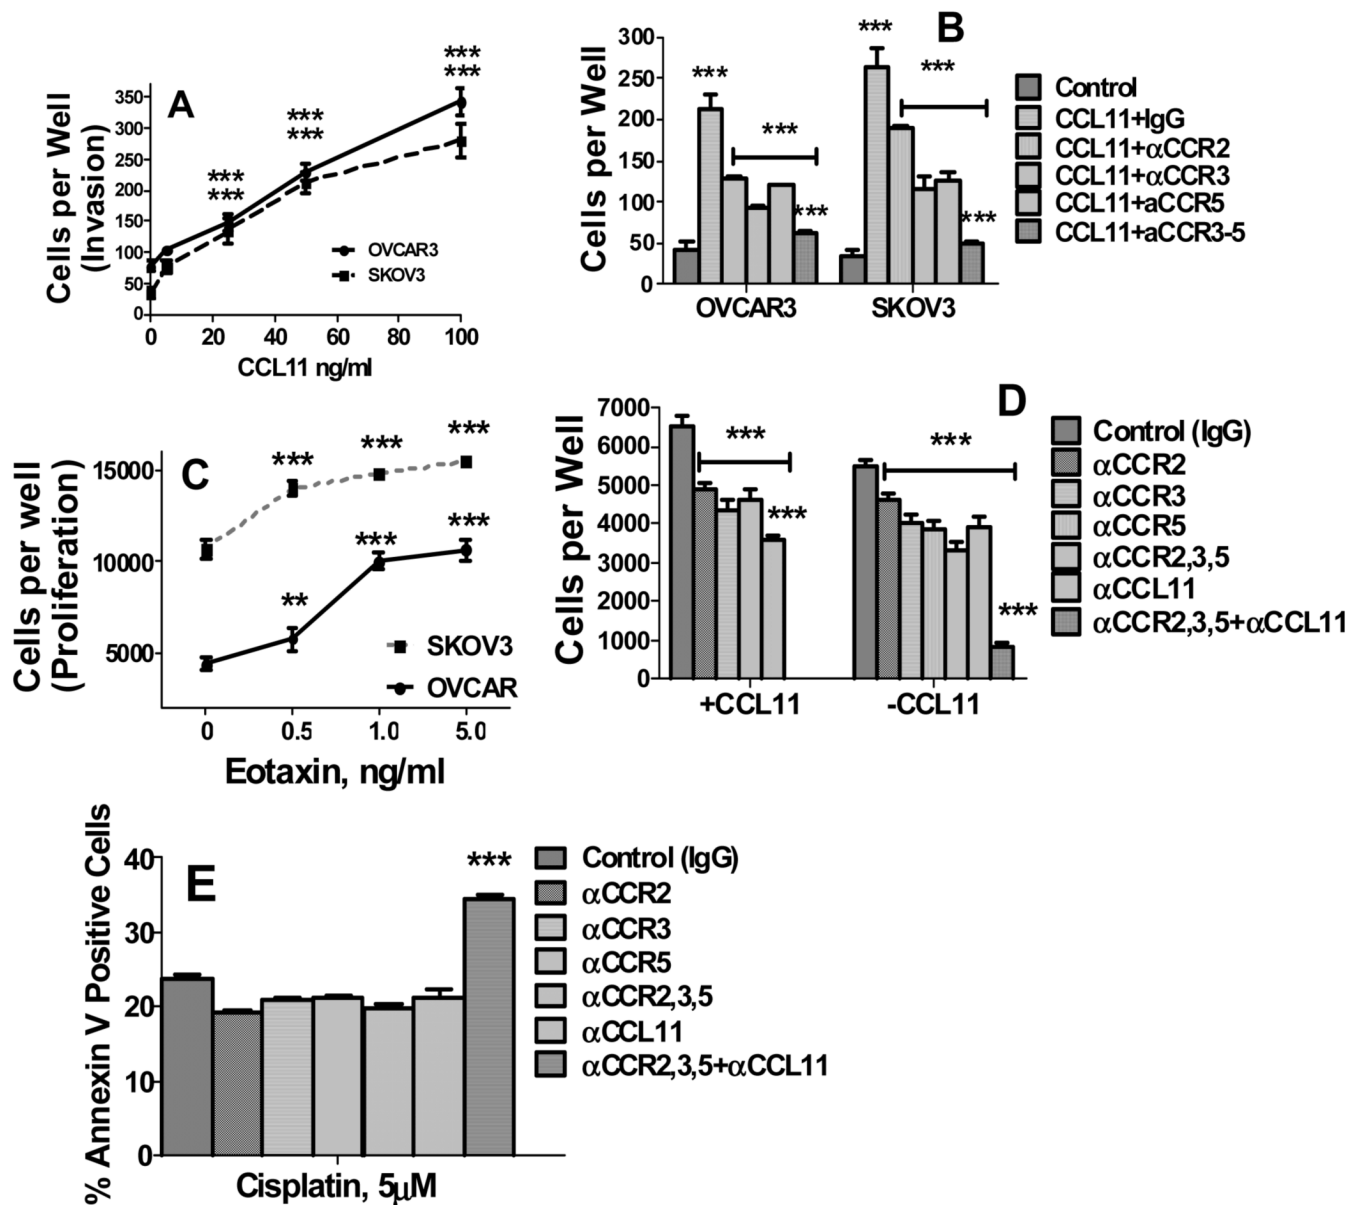 A
Cells per Well
(Invasion)
350
300
250
200
150
100
50
0
***
***
***
***
***
***
***
***
OVCAR3
SKOV3
0 20 40 60 80 100
CCL11 ng/ml
B
Cells per Well
300
250
200
150
100
50
0
***
***
***
***
***
***
OVCAR3 SKOV3
Control
CCL11+IgG
CCL11+αCCR2
CCL11+αCCR3
CCL11+aCCR5
CCL11+aCCR3-5
C
Cells per well
(Proliferation)
15000
10000
5000
***
***
***
**
***
***
SKOV3
OVCAR
0 0.5 1.0 5.0
Eotaxin, ng/ml
D
Cells per Well
7000
6000
5000
4000
3000
2000
1000
0
***
***
***
***
+CCL11 -CCL11
Control (IgG)
αCCR2
αCCR3
αCCR5
αCCR2,3,5
αCCL11
αCCR2,3,5+αCCL11
E
% Annexin V Positive Cells
40
30
20
10
0
***
Cisplatin, 5μM
Control (IgG)
αCCR2
αCCR3
αCCR5
αCCR2,3,5
αCCL11
αCCR2,3,5+αCCL11